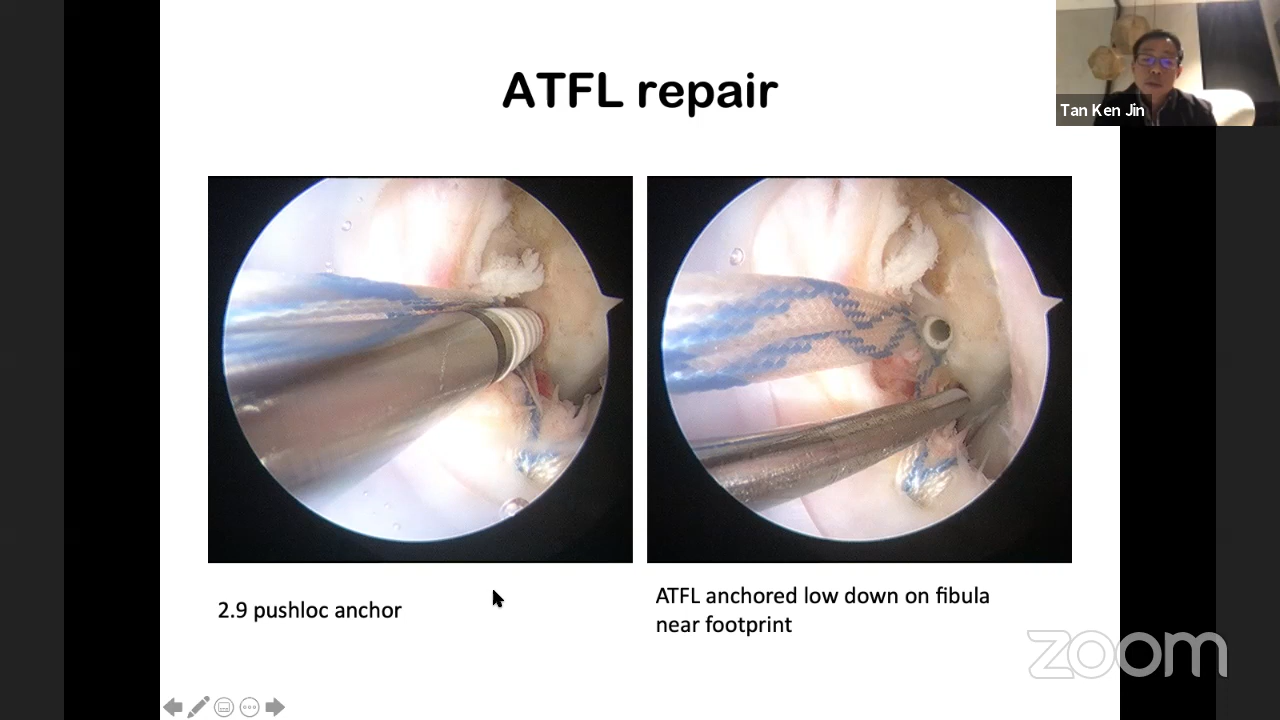 ATFL repair
Tan Ken Jin
2.9 pushloc anchor
ATFL anchored low down on fibula
near footprint
zoom